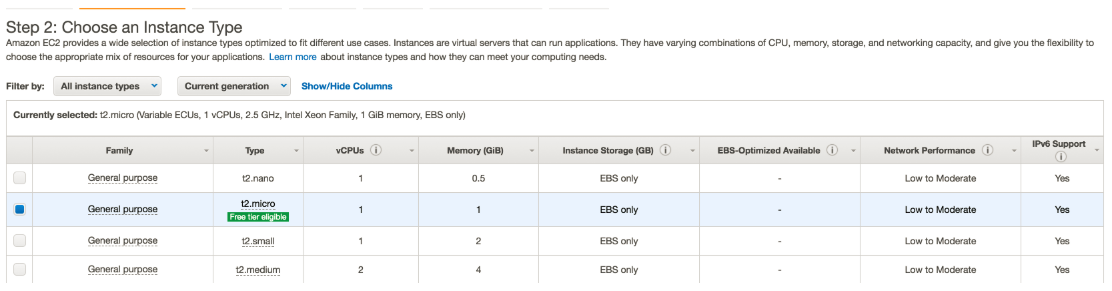 Step 2: Choose an Instance Type
Amazon EC2 provides a wide selection of instance types optimized to fit different use cases. Instances are virtual servers that can run applications. They have varying combinations of CPU, memory, storage, and networking capacity, and give you the flexibility to
choose the appropriate mix of resources for your applications. Learn more about instance types and how they can meet your computing needs.
Filter by: All instance types Current generation Show/Hide Columns
Currently selected: t2.micro (Variable ECUs, 1 vCPUs, 2.5 GHz, Intel Xeon Family, 1 GiB memory, EBS only)
Family Type vCPUs Memory (GiB) Instance Storage (GB) EBS-Optimized Available Network Performance IPv6 Support
General purpose t2.nano 1 0.5 EBS only - Low to Moderate Yes
General purpose t2.micro 1 1 EBS only - Low to Moderate Yes
Free tier eligible
General purpose t2.small 1 2 EBS only - Low to Moderate Yes
General purpose t2.medium 2 4 EBS only - Low to Moderate Yes